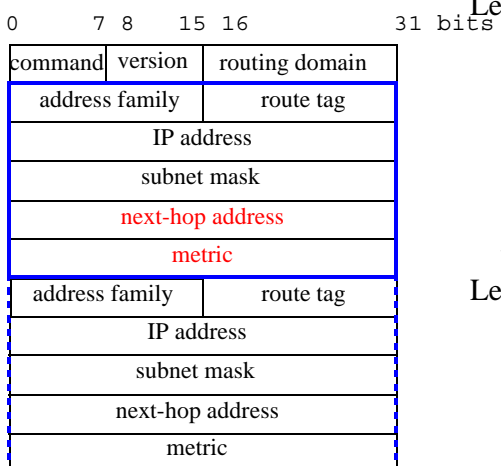 Le
0 7 8 15 16 31 bits
command version routing domain
address family route tag
IP address
subnet mask
next-hop address
metric
address family route tag
Le
IP address
subnet mask
next-hop address
metric